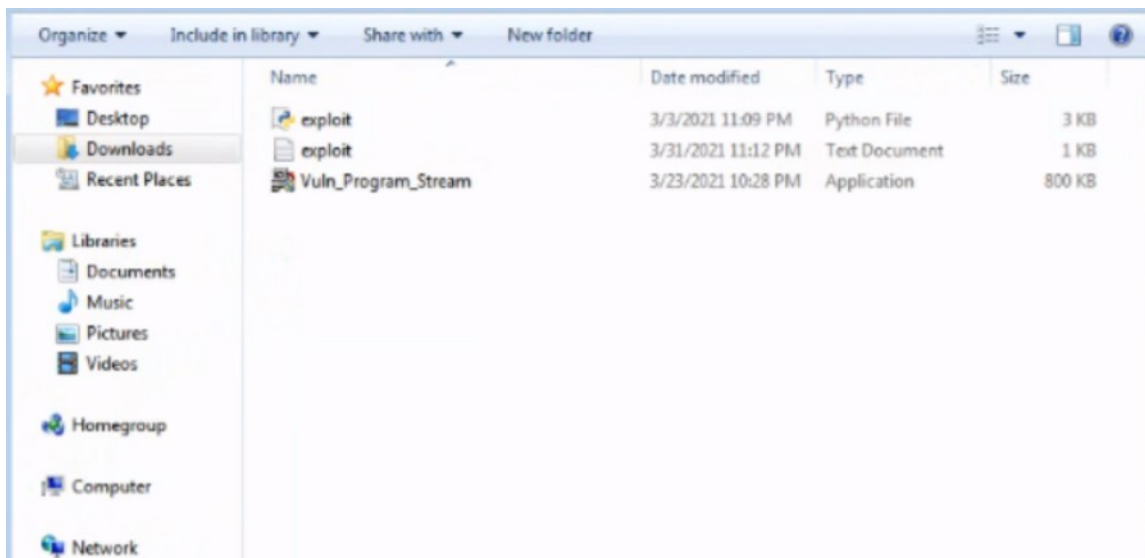 Organize Include in library Share with New folder
Name Date modified Type Size
exploit 3/3/2021 11:09 PM Python File 3 KB
exploit 3/31/2021 11:12 PM Text Document 1 KB
Vuln_Program_Stream 3/23/2021 10:28 PM Application 800 KB
Favorites
Desktop
Downloads
Recent Places
Libraries
Documents
Music
Pictures
Videos
Homegroup
Computer
Network